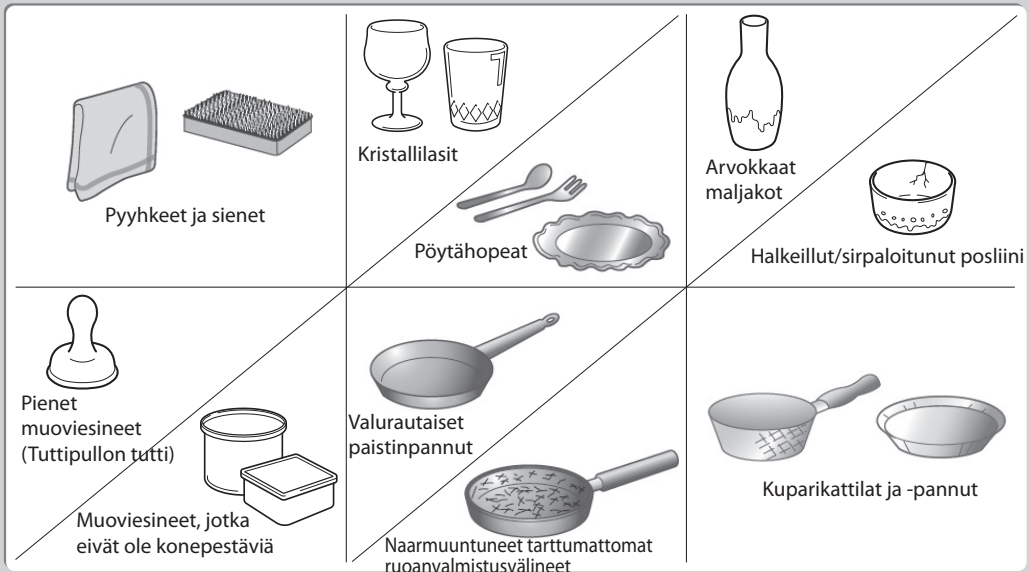 Pyyhkeet ja sienet
Kristallilasit
Pöytähopeat
Arvokkaat
maljakot
Halkeillut/sirpaloitunut posliini
Pienet
muoviesineet
(Tuttipullon tutti)
Muoviesineet, jotka
eivät ole konepestäviä
Valurautaiset
paistinpannut
Naarmuuntuneet tarttumattomat
ruoanvalmistusvälineet
Kuparikattilat ja -pannut